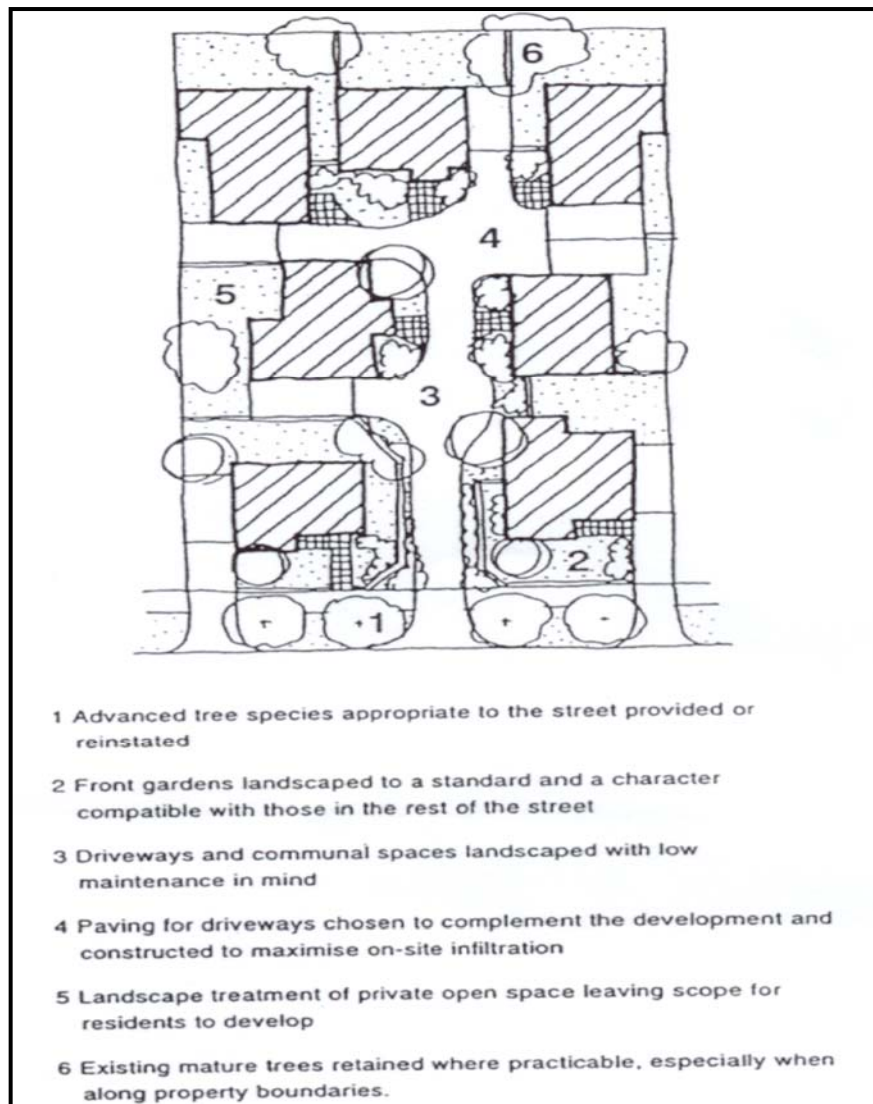 6
4
5
3
2
1
1 Advanced tree species appropriate to the street provided or
reinstated
2 Front gardens landscaped to a standard and a character
compatible with those in the rest of the street
3 Driveways and communal spaces landscaped with low
maintenance in mind
4 Paving for driveways chosen to complement the development and
constructed to maximise on-site infiltration
5 Landscape treatment of private open space leaving scope for
residents to develop
6 Existing mature trees retained where practicable, especially when
along property boundaries.